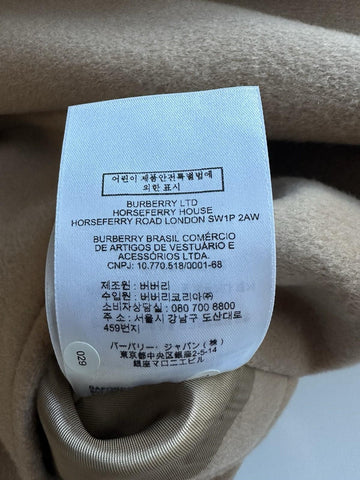 어린이 제품안전특별법에
의한 표시
BURBERRY LTD
HORSEFERRY HOUSE
HORSEFERRY ROAD LONDON SW1P 2AW
BURBERRY BRASIL COMÉRCIO
DE ARTIGOS DE VESTUÁRIO E
ACESSÓRIOS LTDA.
CNPJ: 10.770.518/0001-68
제조원 : 버버리
수입원 : 버버리코리아㈜
소비자상담실 : 080 700 8800
주소 : 서울시 강남구 도산대로
459번지
バーバリー・ジャパン(株)
東京都中央区銀座2-5-14
銀座マロニエビル
029